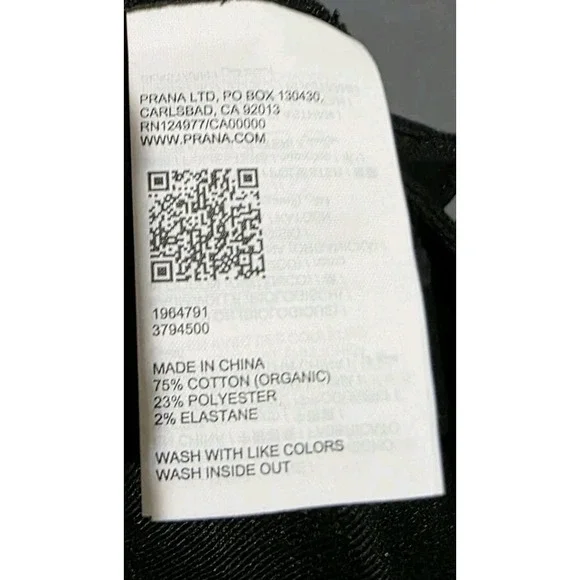 PRANA LTD, PO BOX 130430,
CARLSBAD, CA 92013
RN124977/CA00000
WWW.PRANA.COM
1964791
3794500
MADE IN CHINA
75% COTTON (ORGANIC)
23% POLYESTER
2% ELASTANE
WASH WITH LIKE COLORS
WASH INSIDE OUT